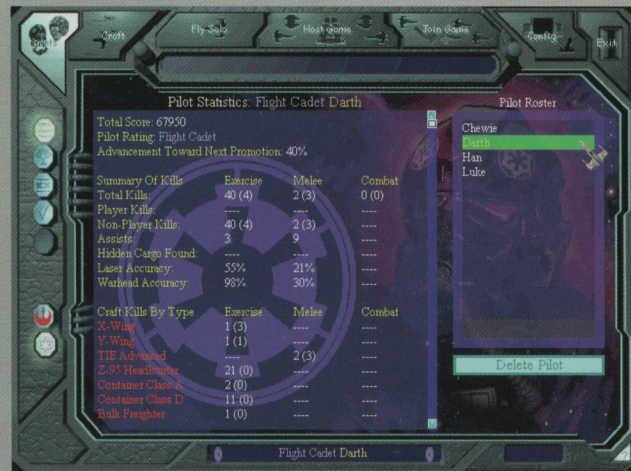 Craft
Fly Solo
Host Game
Join Game
Config
Exit
Pilot Statistics: Flight Cadet Darth
Total Score: 67950
Pilot Rating: Flight Cadet
Advancement Toward Next Promotion: 40%
Summary Of Kills Exercise Melee Combat
Total Kills: 40 (4) 2 (3) 0 (0)
Player Kills: ---- ---- ----
Non-Player Kills: 40 (4) 2 (3) ----
Assists: 3 9 ----
Hidden Cargo Found: ---- ---- ----
Laser Accuracy: 55% 21% ----
Warhead Accuracy: 98% 30% ----
Craft Kills By Type Exercise Melee Combat
X-Wing 1 (3) ---- ----
Y-Wing 1 (1) ---- ----
TIE Advanced ---- 2 (3) ----
Z-95 Headhunter 21 (0) ---- ----
Container Class A 2 (0) ---- ----
Container Class D 11 (0) ---- ----
Bulk Freighter 1 (0) ---- ----
Pilot Roster
Chewie
Darth
Han
Luke
Delete Pilot
Flight Cadet Darth